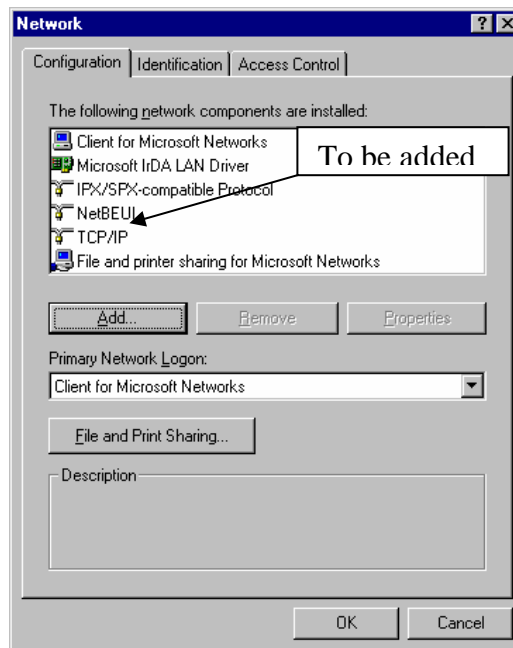 Network
Configuration Identification Access Control
The following network components are installed:
Client for Microsoft Networks
Microsoft IrDA LAN Driver
To be added
IPX/SPX-compatible Protocol
NetBEUI
TCP/IP
File and printer sharing for Microsoft Networks
Add... Remove Properties
Primary Network Logon:
Client for Microsoft Networks
File and Print Sharing...
Description
OK Cancel